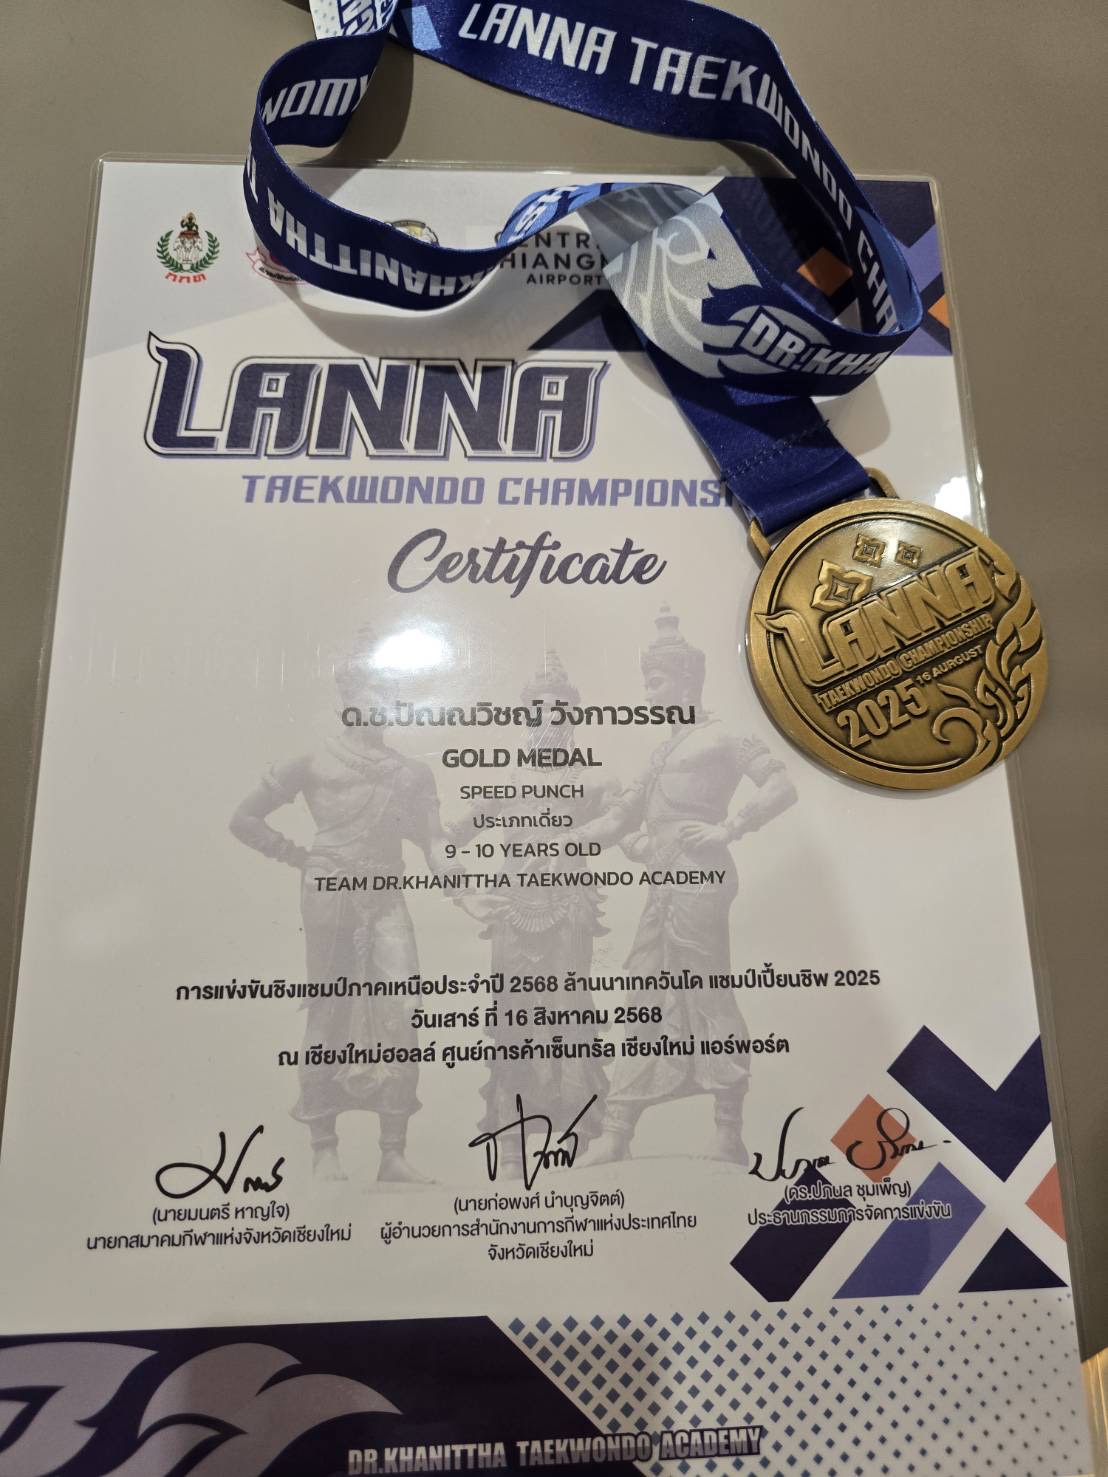 LANNA TAEKWONDO CHA
KHANITTHA
DR.KHA
กกท
AIRPORT
LANNA
TAEKWONDO CHAMPIONS
Certificate
ด.ช.ปัณณวิชญ์ วังกาวรรณ
GOLD MEDAL
SPEED PUNCH
ประเภทเดี่ยว
9 - 10 YEARS OLD
TEAM DR.KHANITTHA TAEKWONDO ACADEMY
LANNA
TAEKWONDO CHAMPIONSHIP
2025 16 AURGUST
การแข่งขันชิงแชมป์ภาคเหนือประจำปี 2568 ล้านนาเทควันโด แชมป์เปี้ยนชิพ 2025
วันเสาร์ ที่ 16 สิงหาคม 2568
ณ เชียงใหม่ฮอลล์ ศูนย์การค้าเซ็นทรัล เชียงใหม่ แอร์พอร์ต
(นายมนตรี หาญใจ)
นายกสมาคมกีฬาแห่งจังหวัดเชียงใหม่
(นายก่อพงศ์ นำบุญจิตต์)
ผู้อำนวยการสำนักงานการกีฬาแห่งประเทศไทย
จังหวัดเชียงใหม่
(ดร.ปภนล ชุมเพ็ญ)
ประธานกรรมการจัดการแข่งขัน
DR.KHANITTHA TAEKWONDO ACADEMY